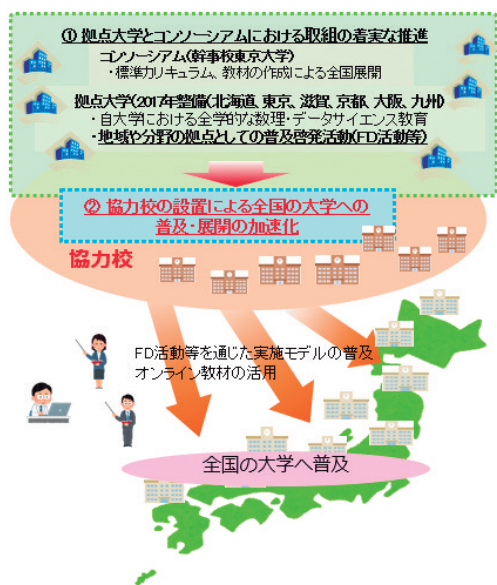 ① 拠点大学とコンソーシアムにおける取組の着実な推進
コンソーシアム(幹事校東京大学)
・標準カリキュラム、教材の作成による全国展開
拠点大学(2017年整備(北海道、東京、滋賀、京都、大阪、九州)
・自大学における全学的な数理・データサイエンス教育
・地域や分野の拠点としての普及啓発活動(FD活動等)
② 協力校の設置による全国の大学への
普及・展開の加速化
協力校
FD活動等を通じた実施モデルの普及
オンライン教材の活用
全国の大学へ普及